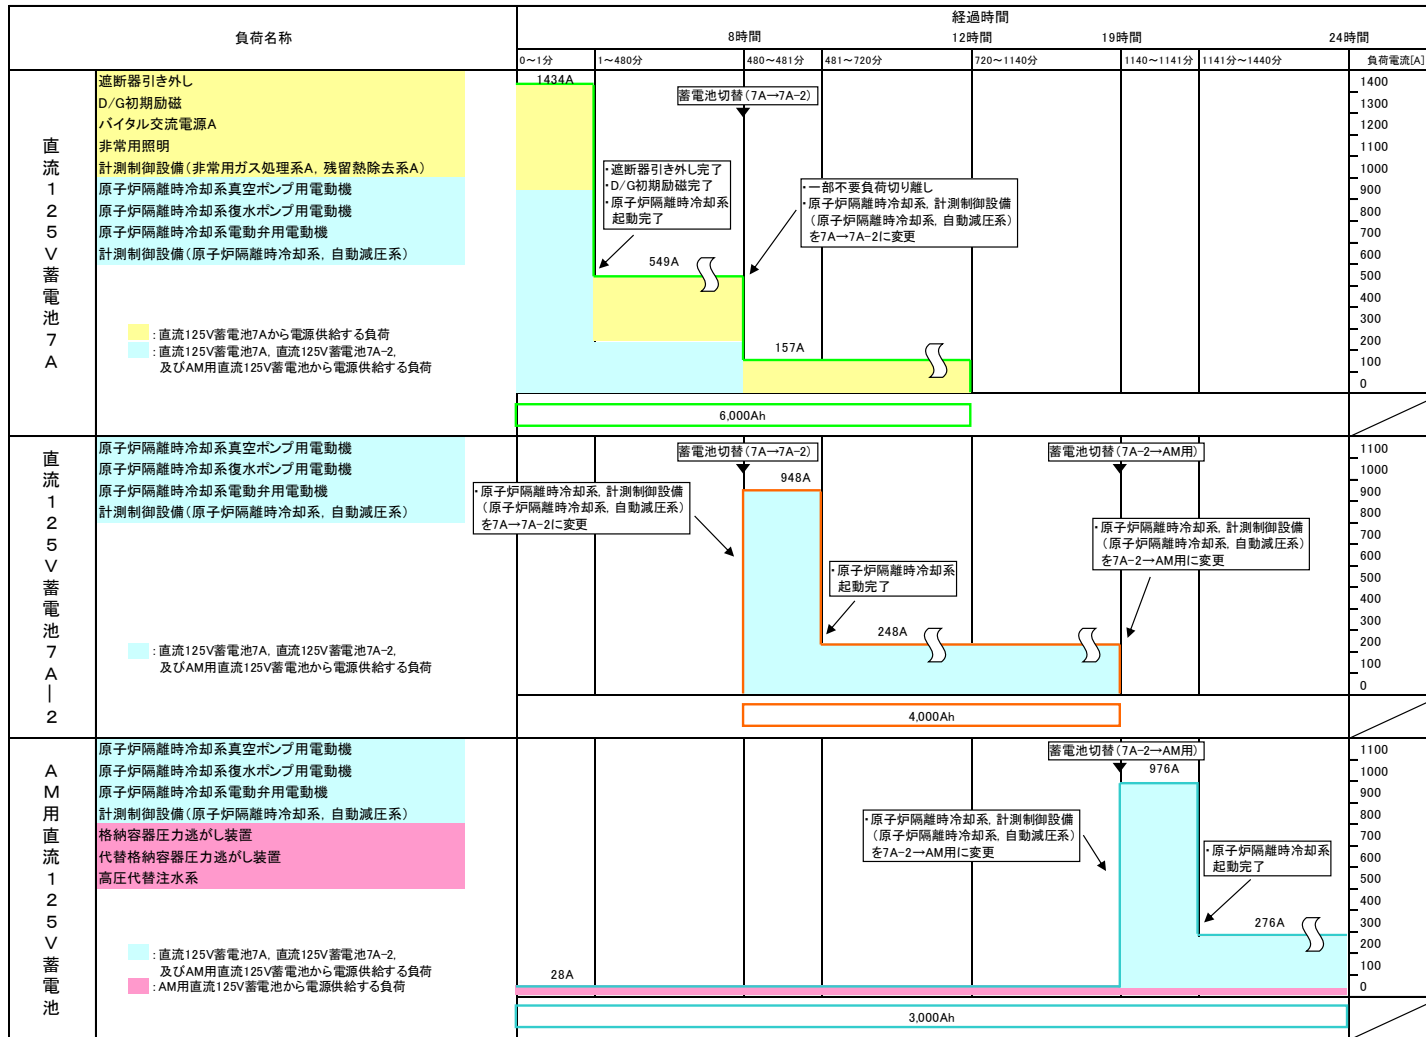 負荷名称
経過時間
8時間
12時間
19時間
24時間
0～1分
1～480分
480～481分
481～720分
720～1140分
1140～1141分
1141分～1440分
負荷電流[A]
直流125V蓄電池7A
遮断器引き外し
D/G初期励磁
バイタル交流電源A
非常用照明
計測制御設備(非常用ガス処理系A, 残留熱除去系A)
原子炉隔離時冷却系真空ポンプ用電動機
原子炉隔離時冷却系復水ポンプ用電動機
原子炉隔離時冷却系電動弁用電動機
計測制御設備(原子炉隔離時冷却系, 自動減圧系)
:直流125V蓄電池7Aから電源供給する負荷
:直流125V蓄電池7A, 直流125V蓄電池7A-2,
及びAM用直流125V蓄電池から電源供給する負荷
1434A
蓄電池切替(7A→7A-2)
・遮断器引き外し完了
・D/G初期励磁完了
・原子炉隔離時冷却系
起動完了
・一部不要負荷切り離し
・原子炉隔離時冷却系, 計測制御設備
(原子炉隔離時冷却系, 自動減圧系)
を7A→7A-2に変更
549A
157A
1400
1300
1200
1100
1000
900
800
700
600
500
400
300
200
100
0
6,000Ah
直流125V蓄電池7A―2
原子炉隔離時冷却系真空ポンプ用電動機
原子炉隔離時冷却系復水ポンプ用電動機
原子炉隔離時冷却系電動弁用電動機
計測制御設備(原子炉隔離時冷却系, 自動減圧系)
:直流125V蓄電池7A, 直流125V蓄電池7A-2,
及びAM用直流125V蓄電池から電源供給する負荷
蓄電池切替(7A→7A-2)
蓄電池切替(7A-2→AM用)
948A
・原子炉隔離時冷却系, 計測制御設備
(原子炉隔離時冷却系, 自動減圧系)
を7A→7A-2に変更
・原子炉隔離時冷却系
起動完了
・原子炉隔離時冷却系, 計測制御設備
(原子炉隔離時冷却系, 自動減圧系)
を7A-2→AM用に変更
248A
1100
1000
900
800
700
600
500
400
300
200
100
0
4,000Ah
AM用直流125V蓄電池
原子炉隔離時冷却系真空ポンプ用電動機
原子炉隔離時冷却系復水ポンプ用電動機
原子炉隔離時冷却系電動弁用電動機
計測制御設備(原子炉隔離時冷却系, 自動減圧系)
格納容器圧力逃がし装置
代替格納容器圧力逃がし装置
高圧代替注水系
:直流125V蓄電池7A, 直流125V蓄電池7A-2,
及びAM用直流125V蓄電池から電源供給する負荷
:AM用直流125V蓄電池から電源供給する負荷
蓄電池切替(7A-2→AM用)
976A
・原子炉隔離時冷却系, 計測制御設備
(原子炉隔離時冷却系, 自動減圧系)
を7A-2→AM用に変更
・原子炉隔離時冷却系
起動完了
276A
28A
1100
1000
900
800
700
600
500
400
300
200
100
0
3,000Ah